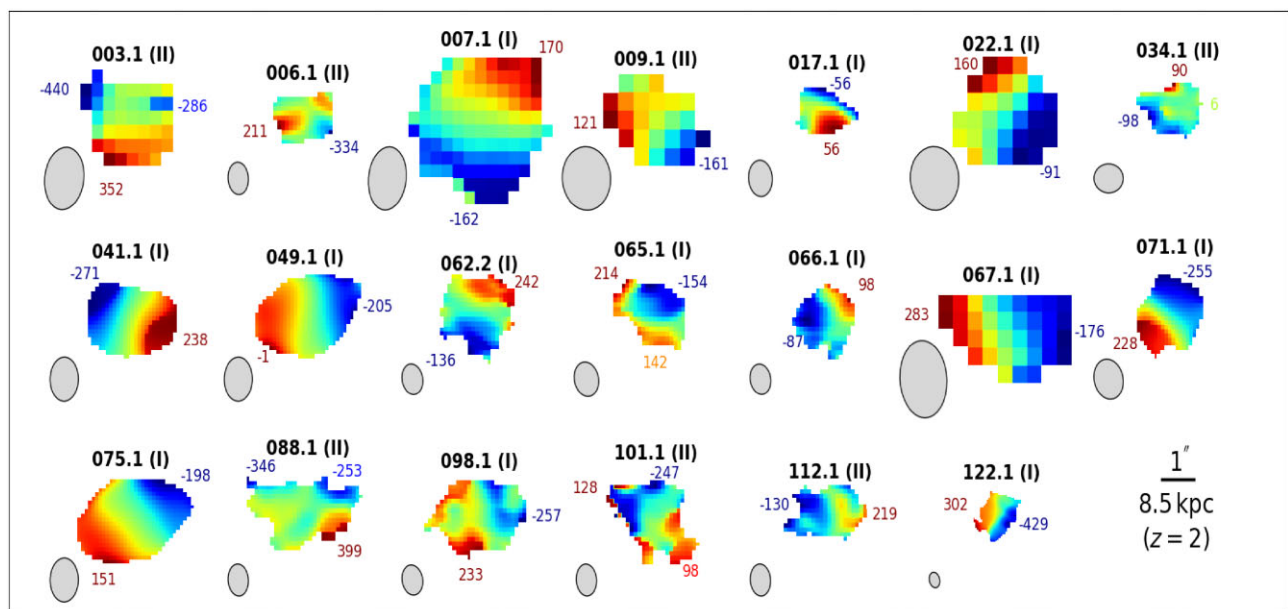 003.1 (II)
-440
-286
352
006.1 (II)
211
-334
007.1 (I)
170
-162
009.1 (II)
121
-161
017.1 (I)
-56
56
022.1 (I)
160
-91
034.1 (II)
90
6
-98
041.1 (I)
-271
238
049.1 (I)
-205
-1
062.2 (I)
242
-136
065.1 (I)
214
-154
142
066.1 (I)
98
-87
067.1 (I)
283
-176
071.1 (I)
-255
228
075.1 (I)
-198
151
088.1 (II)
-346
-253
399
098.1 (I)
-257
233
101.1 (II)
-247
128
98
112.1 (II)
-130
219
122.1 (I)
302
-429
1″
8.5 kpc
(z = 2)